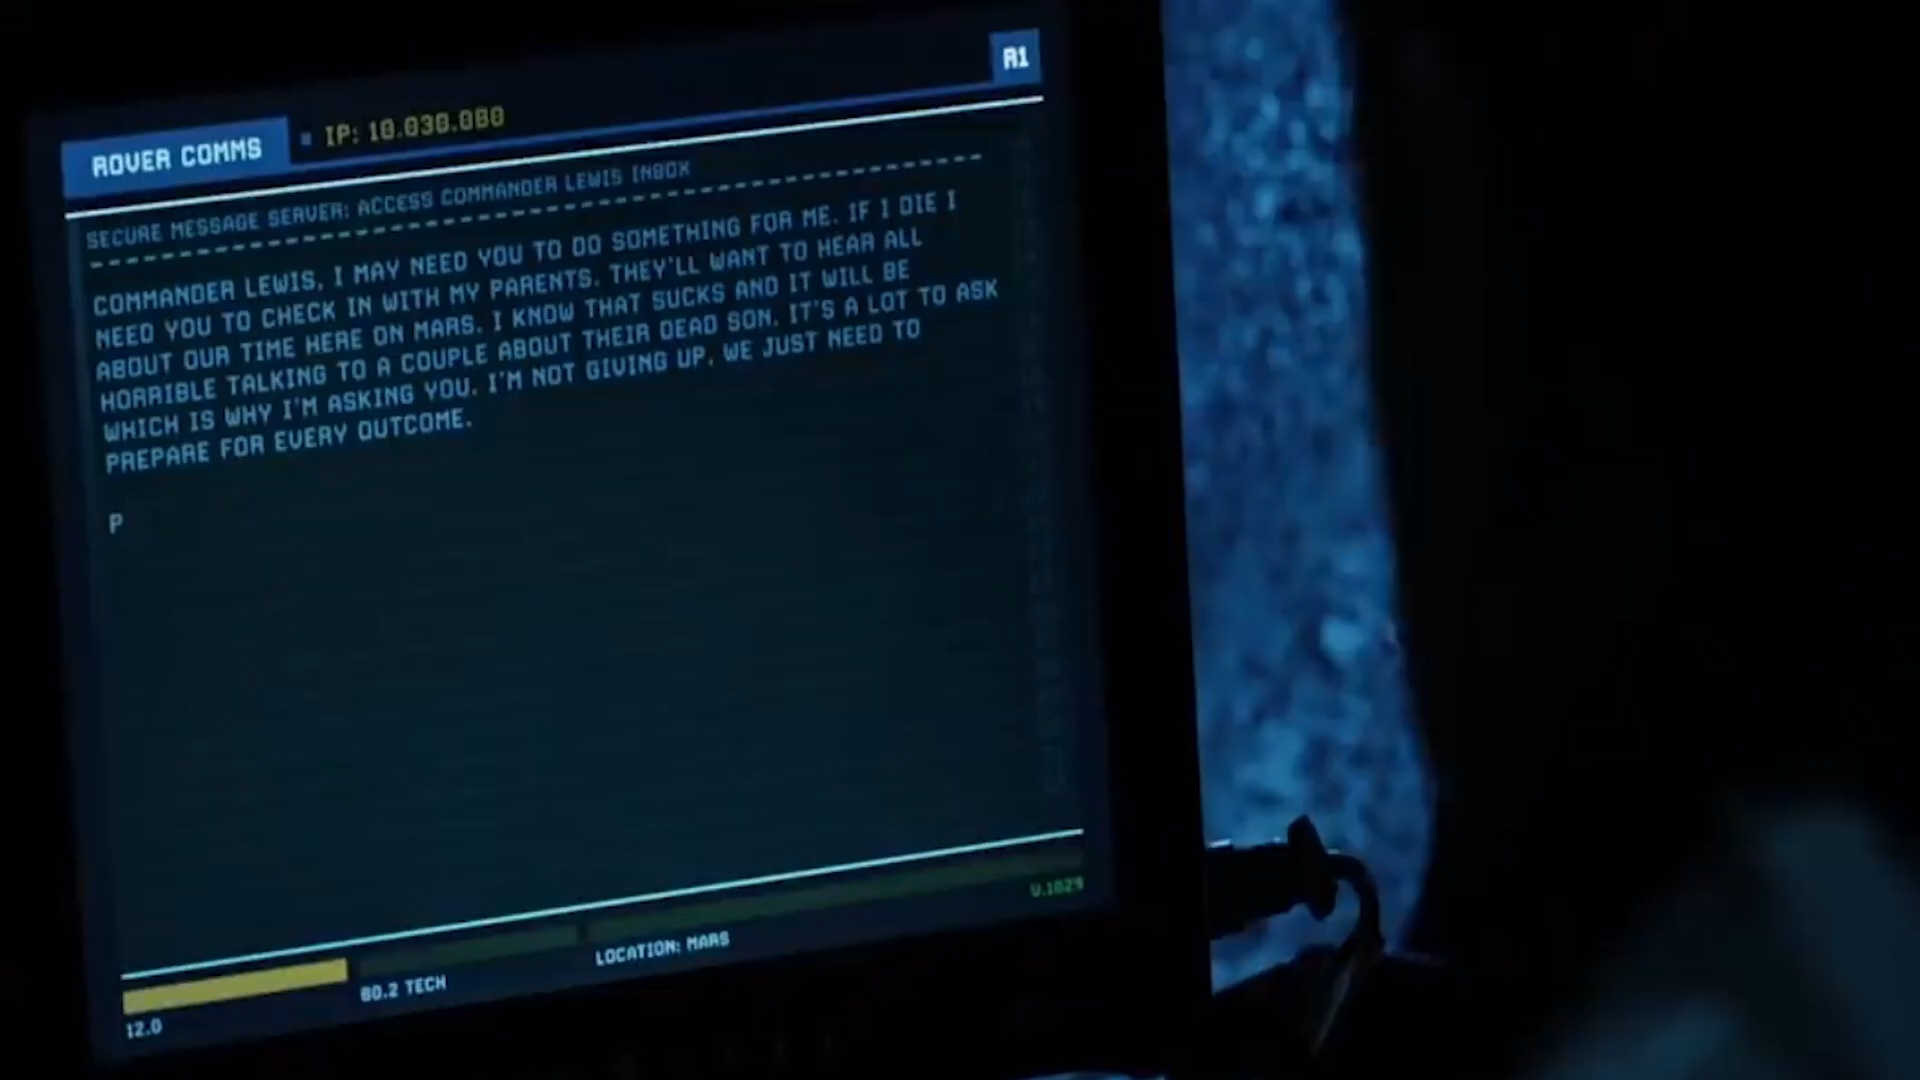 R1
ROVER COMMS
IP: 10.030.080
SECURE MESSAGE SERVER: ACCESS COMMANDER LEWIS INBOX
COMMANDER LEWIS, I MAY NEED YOU TO DO SOMETHING FOR ME. IF I DIE I
NEED YOU TO CHECK IN WITH MY PARENTS. THEY'LL WANT TO HEAR ALL
ABOUT OUR TIME HERE ON MARS. I KNOW THAT SUCKS AND IT WILL BE
HORRIBLE TALKING TO A COUPLE ABOUT THEIR DEAD SON. IT'S A LOT TO ASK
WHICH IS WHY I'M ASKING YOU. I'M NOT GIVING UP. WE JUST NEED TO
PREPARE FOR EVERY OUTCOME.
P
V.1029
LOCATION: MARS
80.2 TECH
12.0